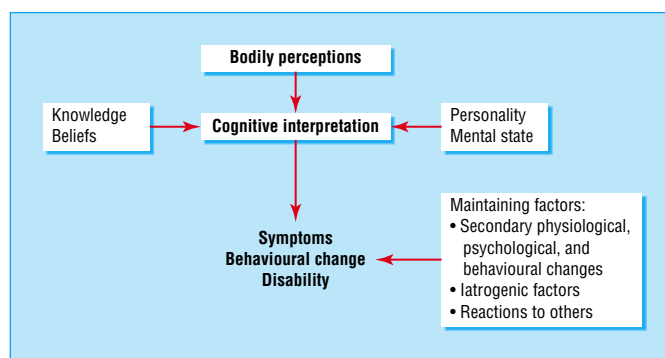 Bodily perceptions
Knowledge
Beliefs
Cognitive interpretation
Personality
Mental state
Symptoms
Behavioural change
Disability
Maintaining factors:
• Secondary physiological,
psychological, and
behavioural changes
• Iatrogenic factors
• Reactions to others